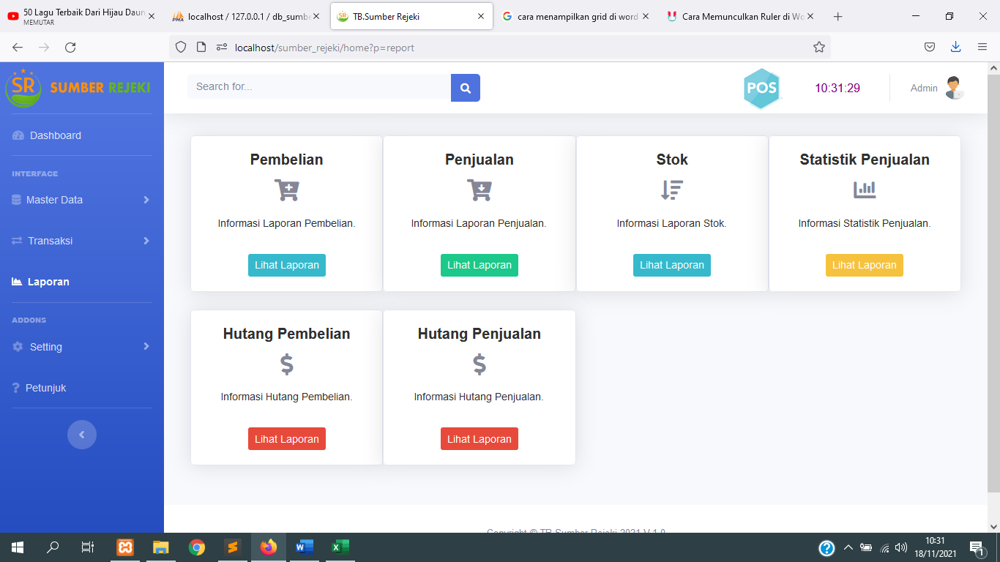 50 Lagu Terbaik Dari Hijau Daun
MEMUTAR
localhost / 127.0.0.1 / db_sumbe
TB.Sumber Rejeki
cara menampilkan grid di word
Cara Memunculkan Ruler di Wo
localhost/sumber_rejeki/home?p=report
SR SUMBER REJEKI
Search for...
POS
10:31:29
Admin
Dashboard
INTERFACE
Master Data
Transaksi
Laporan
ADDONS
Setting
Petunjuk
Pembelian
Informasi Laporan Pembelian.
Lihat Laporan
Penjualan
Informasi Laporan Penjualan.
Lihat Laporan
Stok
Informasi Laporan Stok.
Lihat Laporan
Statistik Penjualan
Informasi Statistik Penjualan.
Lihat Laporan
Hutang Pembelian
Informasi Hutang Pembelian.
Lihat Laporan
Hutang Penjualan
Informasi Hutang Penjualan.
Lihat Laporan
Copyright © TB.Sumber Rejeki 2021 V 1.0
10:31
18/11/2021
1